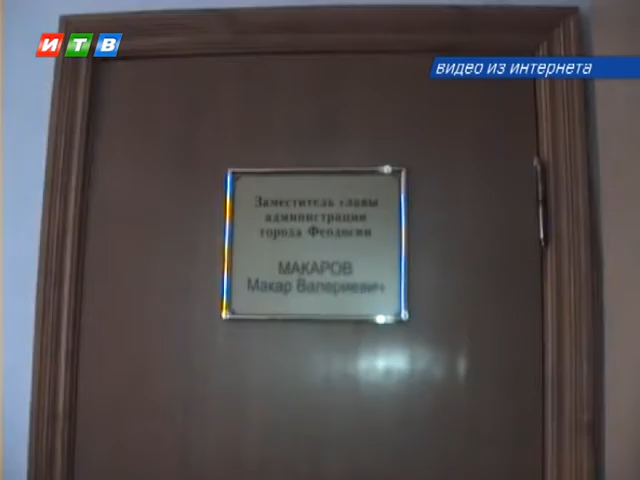 ИТВ
видео из интернета
Заместитель главы
администрации
города Феодосии
МАКАРОВ
Макар Валериевич